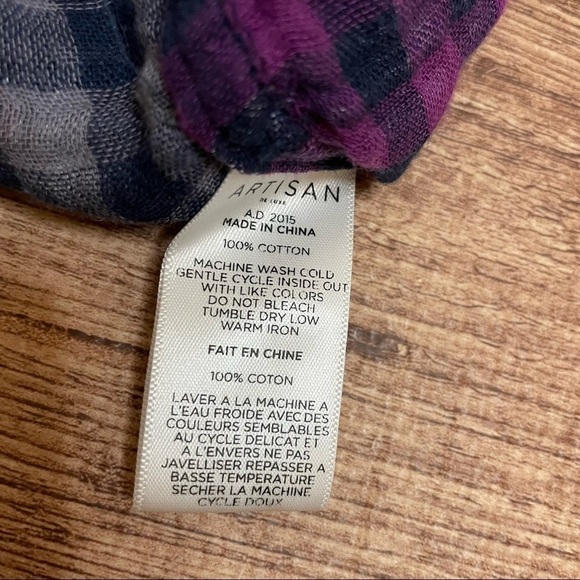 ARTISAN
DE LUXE
A.D. 2015
MADE IN CHINA
100% COTTON
MACHINE WASH COLD
GENTLE CYCLE INSIDE OUT
WITH LIKE COLORS
DO NOT BLEACH
TUMBLE DRY LOW
WARM IRON
FAIT EN CHINE
100% COTON
LAVER A LA MACHINE A
L'EAU FROIDE AVEC DES
COULEURS SEMBLABLES
AU CYCLE DELICAT ET
A L'ENVERS NE PAS
JAVELLISER REPASSER A
BASSE TEMPERATURE
SECHER LA MACHINE
CYCLE DOUX